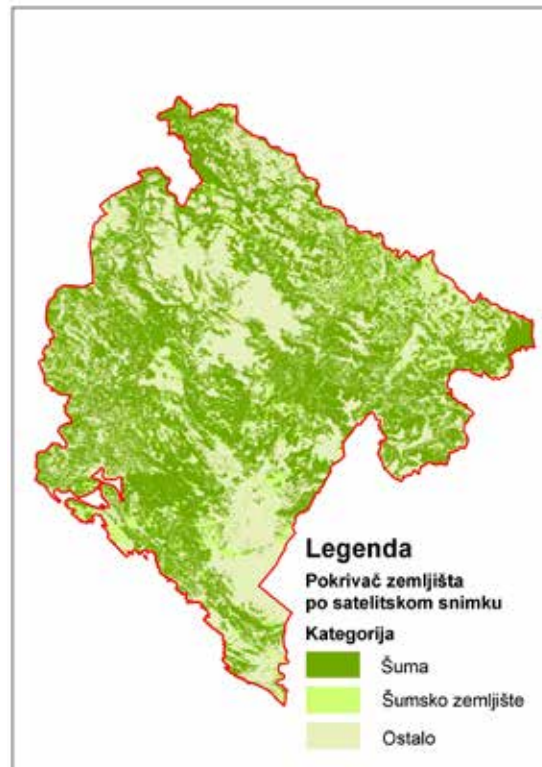 Legenda
Pokrivač zemljišta
po satelitskom snimku
Kategorija
Šuma
Šumsko zemljište
Ostalo